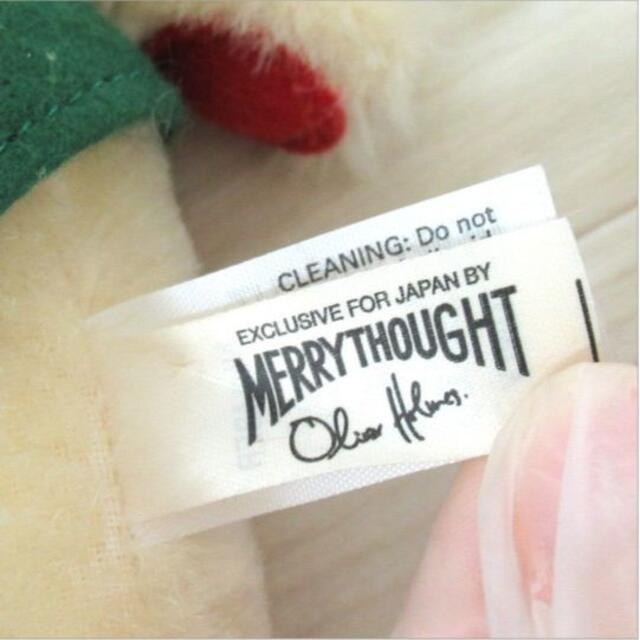 CLEANING: Do not
EXCLUSIVE FOR JAPAN BY
MERRYTHOUGHT
Oliver Holmes.